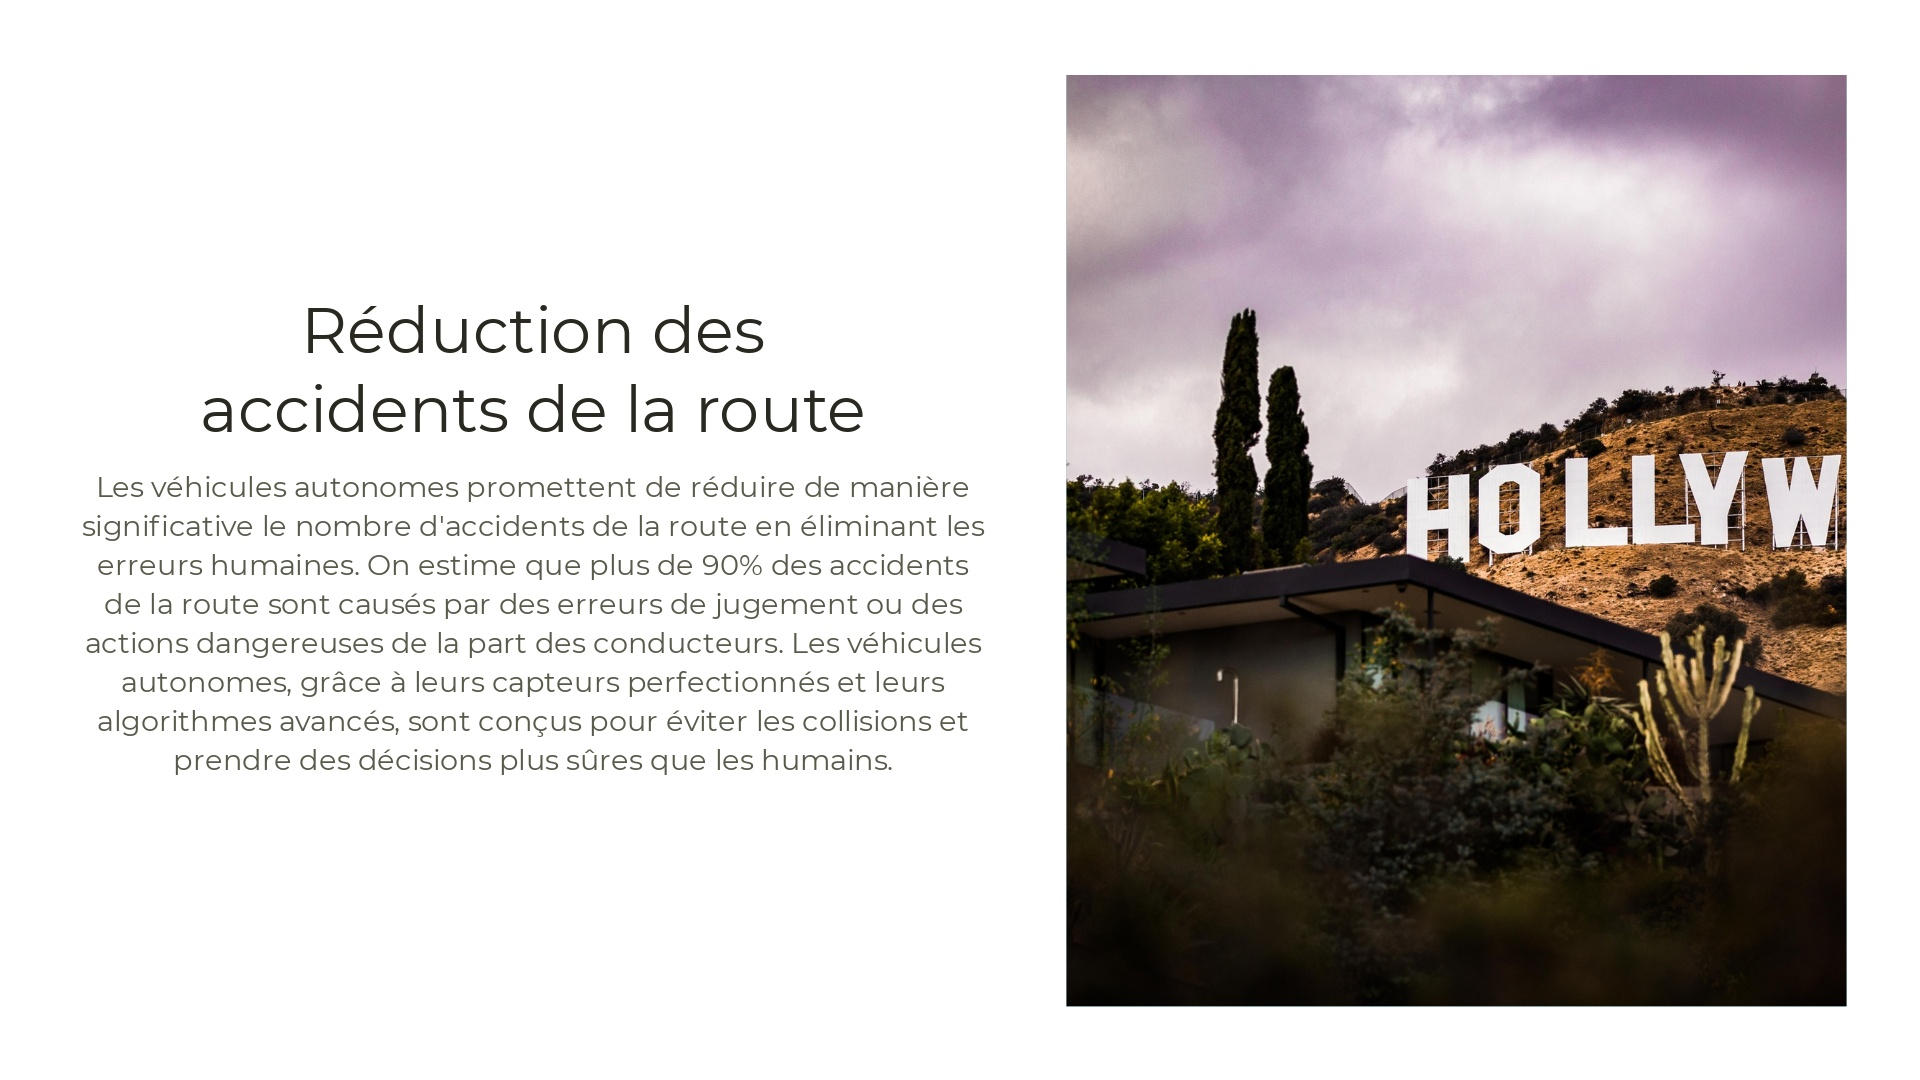 Réduction des
accidents de la route
Les véhicules autonomes promettent de réduire de manière
significative le nombre d'accidents de la route en éliminant les
erreurs humaines. On estime que plus de 90% des accidents
de la route sont causés par des erreurs de jugement ou des
actions dangereuses de la part des conducteurs. Les véhicules
autonomes, grâce à leurs capteurs perfectionnés et leurs
algorithmes avancés, sont conçus pour éviter les collisions et
prendre des décisions plus sûres que les humains.
HOLLYW